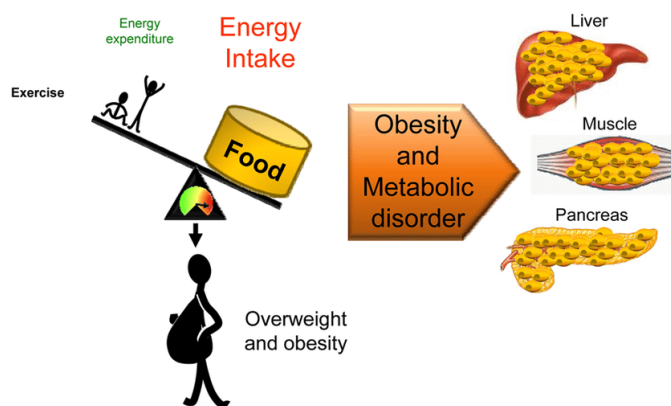 Energy
expenditure
Energy
Intake
Exercise
Food
Overweight
and obesity
Obesity
and
Metabolic
disorder
Liver
Muscle
Pancreas